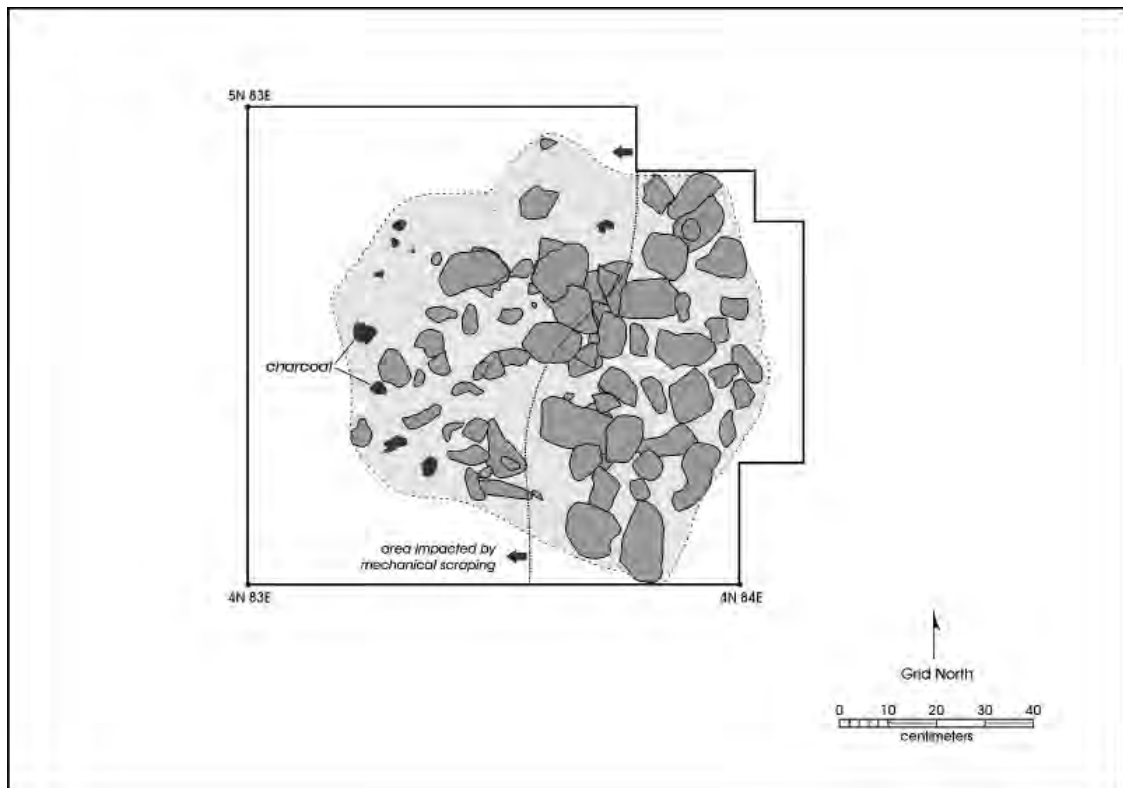 5N 83E
charcoal
area impacted by
mechanical scraping
4N 83E
4N 84E
Grid North
0 10 20 30 40
centimeters